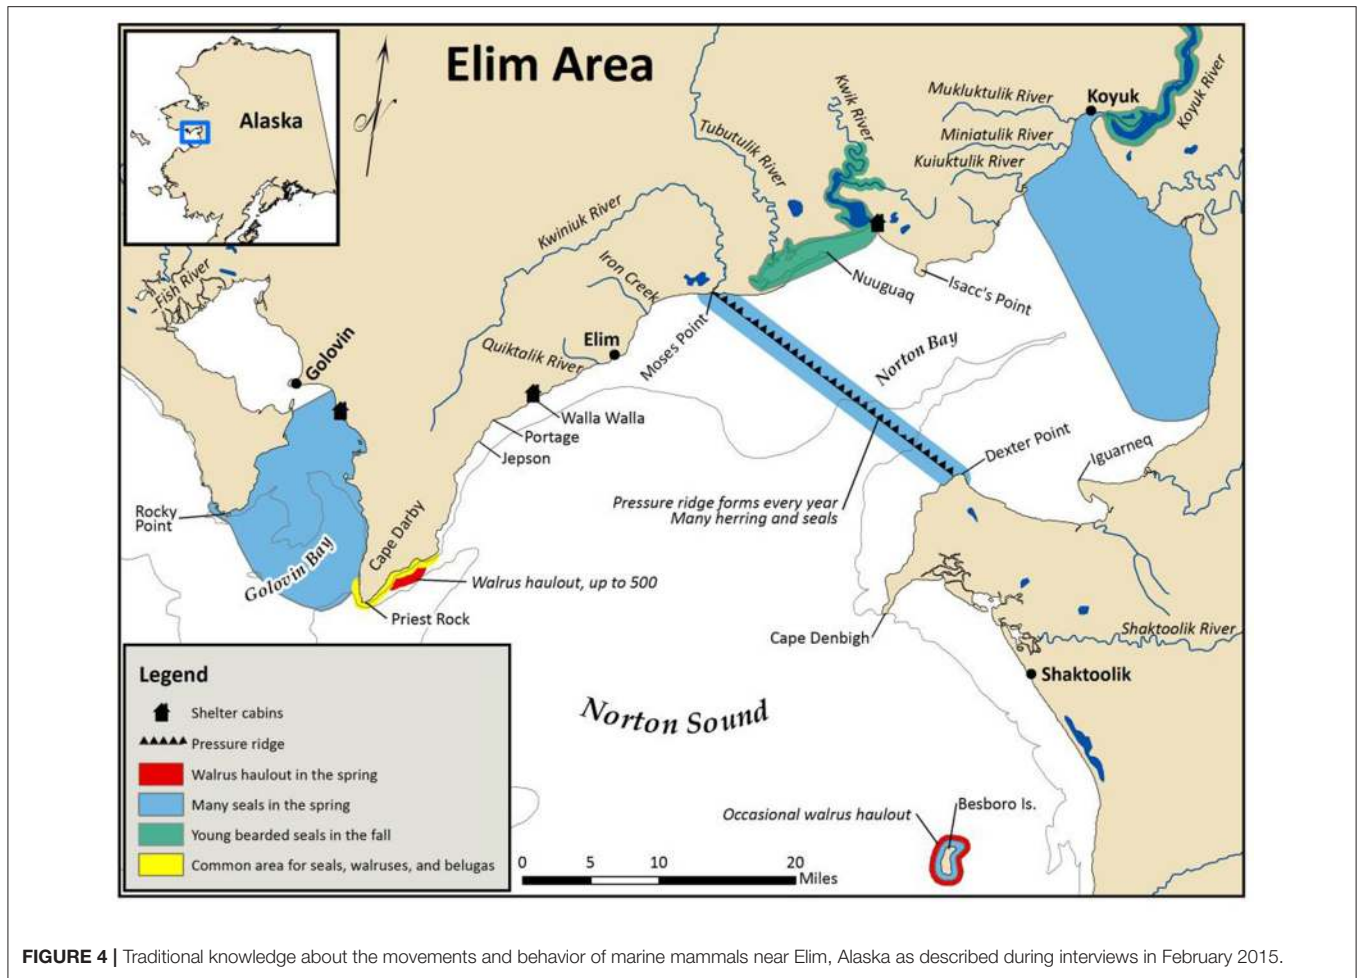 Elim Area
Alaska
N
Kwik River
Mukluktulik River
Koyuk
Koyuk River
Tubutulik River
Miniatulik River
Kuiuktulik River
Kwiniuk River
Fish River
Iron Creek
Nuuguaq
Isacc's Point
Golovin
Quiktalik River
Elim
Moses Point
Norton Bay
Walla Walla
Portage
Jepson
Dexter Point
Iguarneq
Rocky
Point
Pressure ridge forms every year
Many herring and seals
Cape Darby
Golovin Bay
Walrus haulout, up to 500
Priest Rock
Cape Denbigh
Shaktoolik River
Shaktoolik
Norton Sound
Legend
Shelter cabins
Pressure ridge
Walrus haulout in the spring
Many seals in the spring
Young bearded seals in the fall
Common area for seals, walruses, and belugas
Occasional walrus haulout
Besboro Is.
0 5 10 20
Miles
FIGURE 4 | Traditional knowledge about the movements and behavior of marine mammals near Elim, Alaska as described during interviews in February 2015.